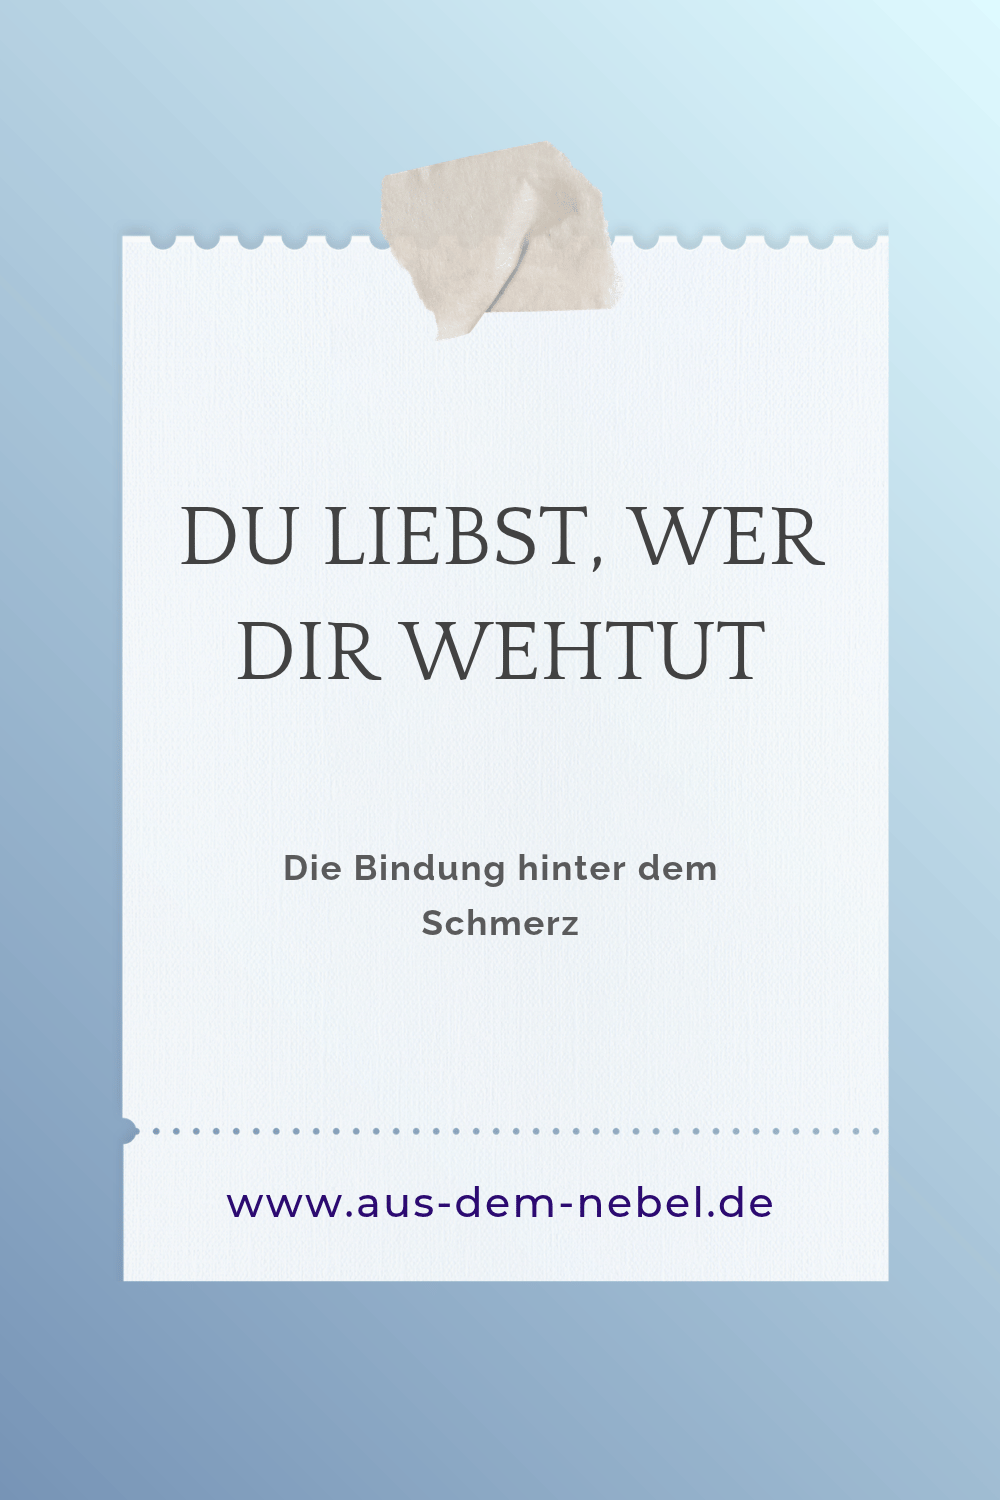 DU LIEBST, WER
DIR WEHTUT
Die Bindung hinter dem
Schmerz
www.aus-dem-nebel.de